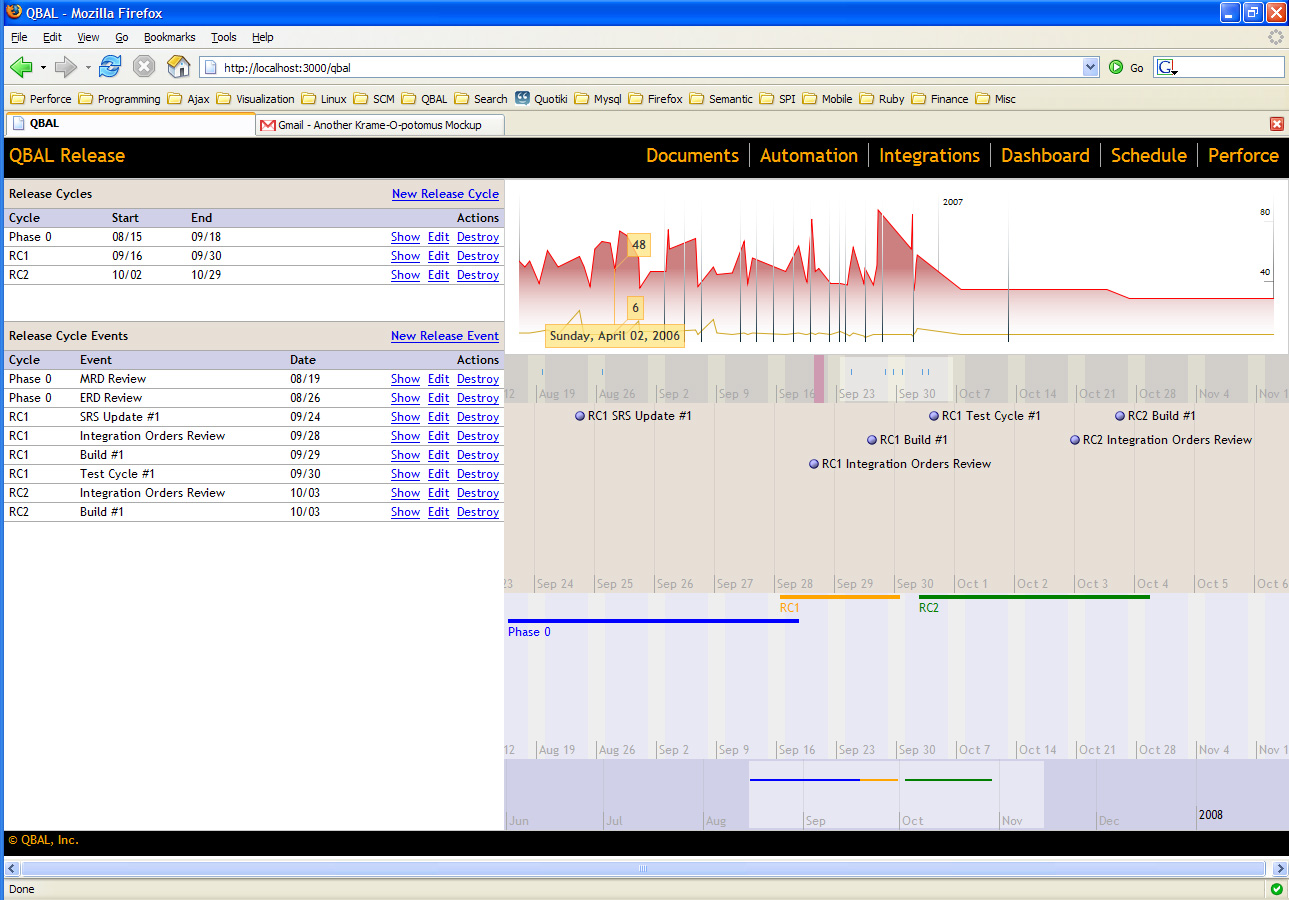 QBAL - Mozilla Firefox
File Edit View Go Bookmarks Tools Help
http://localhost:3000/qbal Go G
Perforce Programming Ajax Visualization Linux SCM QBAL Search Quotiki Mysql Firefox Semantic SPI Mobile Ruby Finance Misc
QBAL Gmail - Another Krame-O-potomus Mockup
QBAL Release Documents Automation Integrations Dashboard Schedule Perforce
Release Cycles New Release Cycle
Cycle Start End Actions
Phase 0 08/15 09/18 Show Edit Destroy
RC1 09/16 09/30 Show Edit Destroy
RC2 10/02 10/29 Show Edit Destroy
Release Cycle Events New Release Event
Cycle Event Date Actions
Phase 0 MRD Review 08/19 Show Edit Destroy
Phase 0 ERD Review 08/26 Show Edit Destroy
RC1 SRS Update #1 09/24 Show Edit Destroy
RC1 Integration Orders Review 09/28 Show Edit Destroy
RC1 Build #1 09/29 Show Edit Destroy
RC1 Test Cycle #1 09/30 Show Edit Destroy
RC2 Integration Orders Review 10/03 Show Edit Destroy
RC2 Build #1 10/03 Show Edit Destroy
2007
80
48
40
6
Sunday, April 02, 2006
12 Aug 19 Aug 26 Sep 2 Sep 9 Sep 16 Sep 23 Sep 30 Oct 7 Oct 14 Oct 21 Oct 28 Nov 4 Nov 1
RC1 SRS Update #1 RC1 Test Cycle #1 RC2 Build #1
RC1 Build #1 RC2 Integration Orders Review
RC1 Integration Orders Review
23 Sep 24 Sep 25 Sep 26 Sep 27 Sep 28 Sep 29 Sep 30 Oct 1 Oct 2 Oct 3 Oct 4 Oct 5 Oct 6
RC1 RC2
Phase 0
12 Aug 19 Aug 26 Sep 2 Sep 9 Sep 16 Sep 23 Sep 30 Oct 7 Oct 14 Oct 21 Oct 28 Nov 4 Nov 1
Jun Jul Aug Sep Oct Nov Dec 2008
© QBAL, Inc.
Done